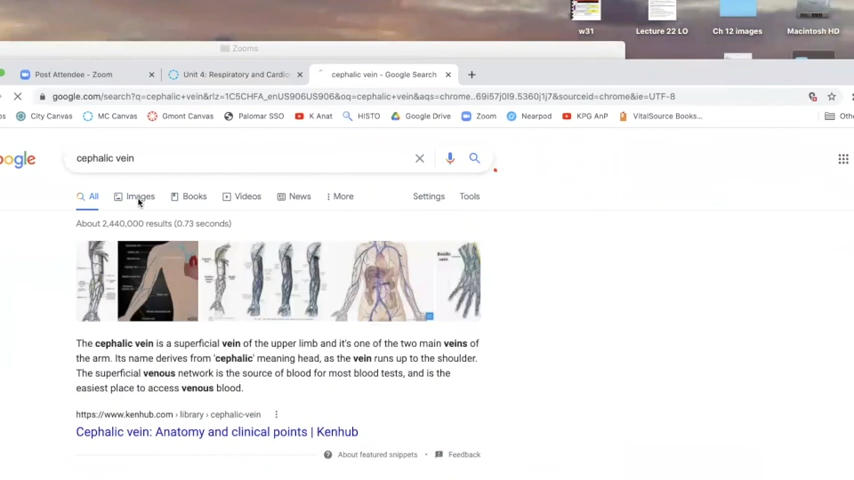 w31
Lecture 22 LO
Ch 12 images
Macintosh HD
Zooms
Post Attendee - Zoom
Unit 4: Respiratory and Cardio
cephalic vein - Google Search
google.com/search?q=cephalic+vein&rlz=1C5CHFA_enUS906US906&oq=cephalic+vein&aqs=chrome..69i57j0l9.5360j1j7&sourceid=chrome&ie=UTF-8
City Canvas
MC Canvas
Gmont Canvas
Palomar SSO
K Anat
HISTO
Google Drive
Zoom
Nearpod
KPG AnP
VitalSource Books...
Oth
ogle
cephalic vein
All
Images
Books
Videos
News
More
Settings
Tools
About 2,440,000 results (0.73 seconds)
Basilic
vein
The cephalic vein is a superficial vein of the upper limb and it's one of the two main veins of
the arm. Its name derives from 'cephalic' meaning head, as the vein runs up to the shoulder.
The superficial venous network is the source of blood for most blood tests, and is the
easiest place to access venous blood.
https://www.kenhub.com › library › cephalic-vein
Cephalic vein: Anatomy and clinical points | Kenhub
About featured snippets
Feedback